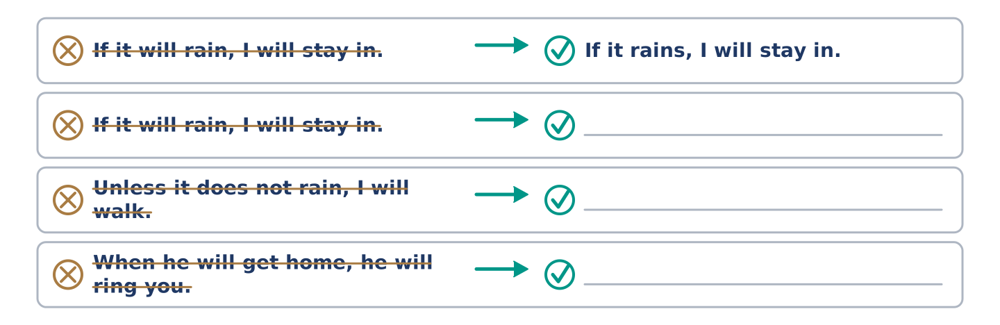 If it will rain, I will stay in.
If it rains, I will stay in.
If it will rain, I will stay in.
Unless it does not rain, I will
walk.
When he will get home, he will
ring you.